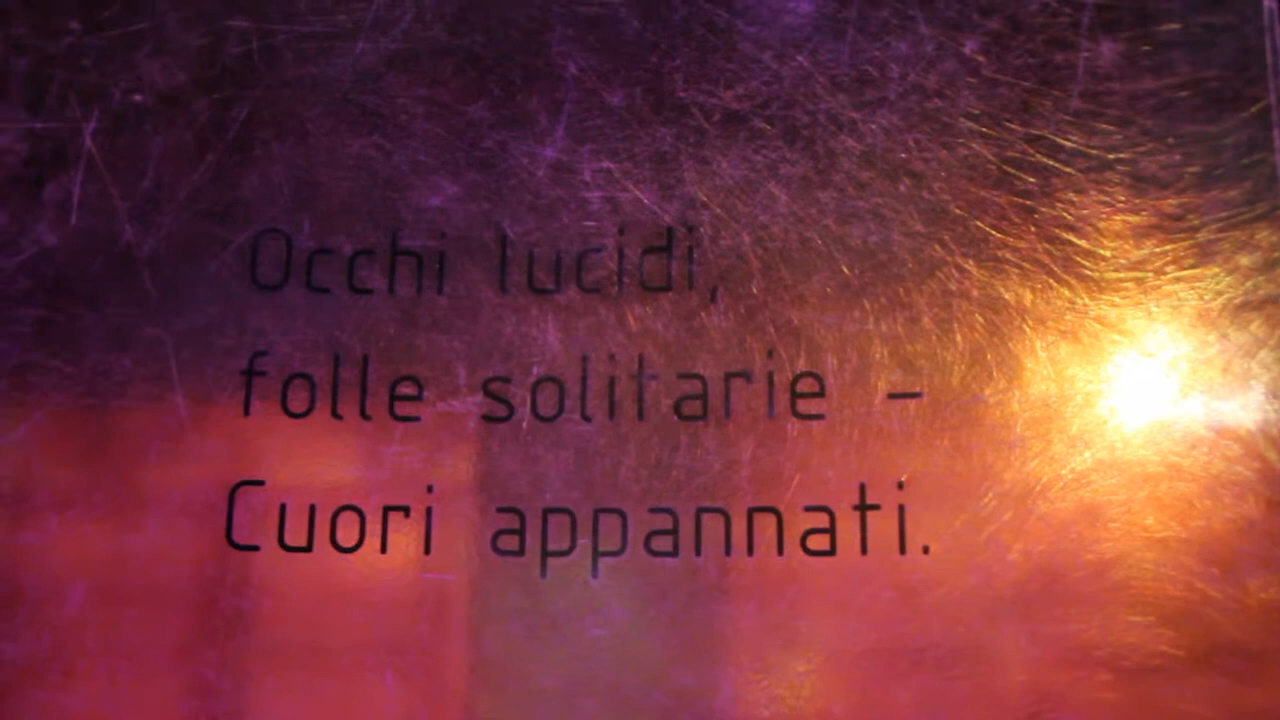 Occhi lucidi,
folle solitarie –
Cuori appannati.